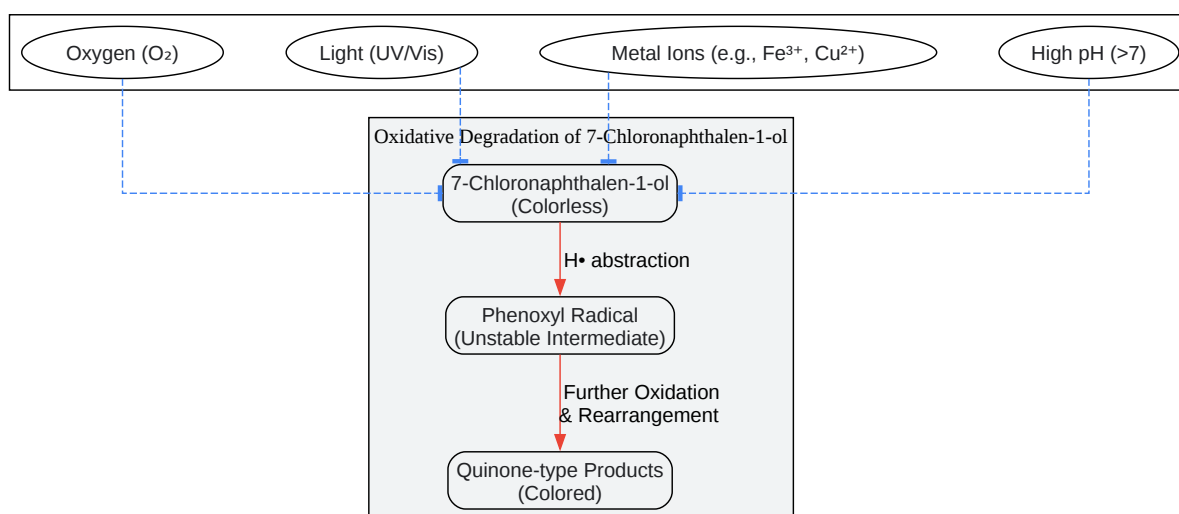 Oxygen (O₂)
Light (UV/Vis)
Metal Ions (e.g., Fe³⁺, Cu²⁺)
High pH (>7)
Oxidative Degradation of 7-Chloronaphthalen-1-ol
7-Chloronaphthalen-1-ol
(Colorless)
H• abstraction
Phenoxyl Radical
(Unstable Intermediate)
Further Oxidation
& Rearrangement
Quinone-type Products
(Colored)